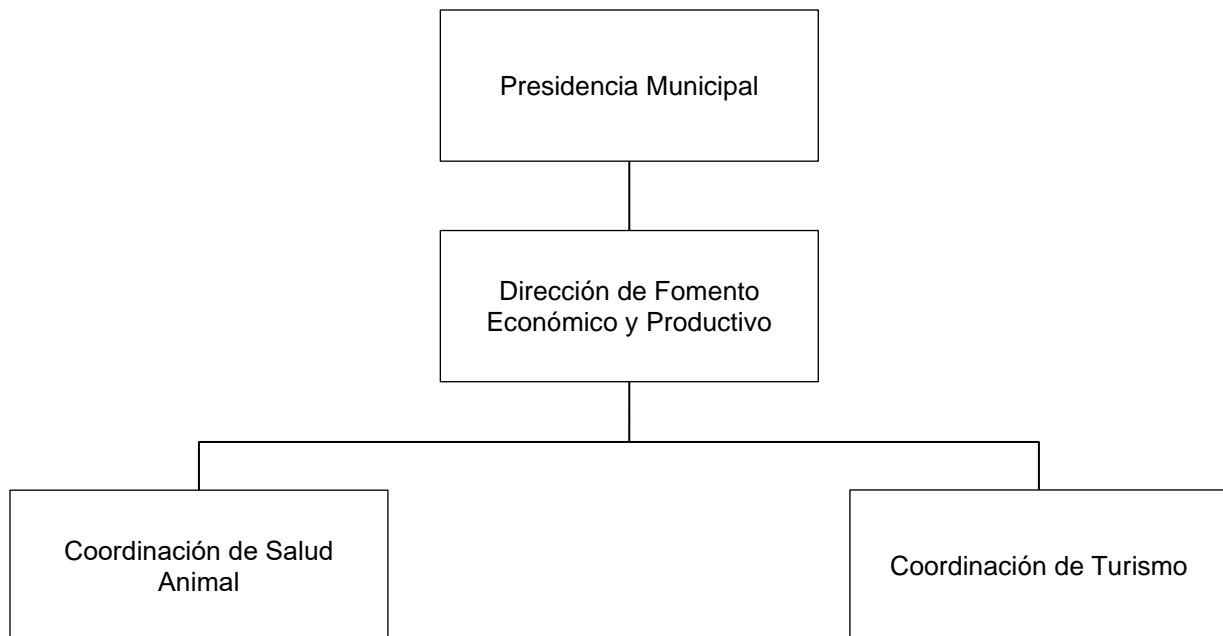 Presidencia Municipal
Dirección de Fomento
Económico y Productivo
Coordinación de Salud
Animal
Coordinación de Turismo